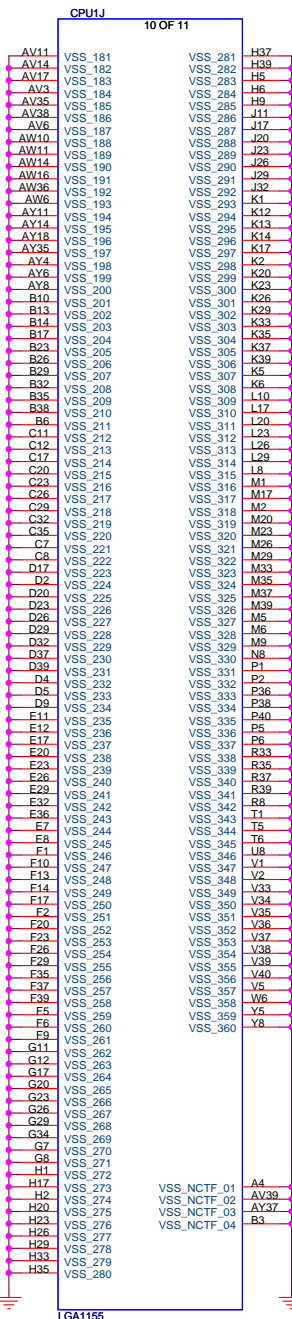 CPU1J
10 OF 11
AV11 VSS_181 VSS_281 H37
AV14 VSS_182 VSS_282 H39
AV17 VSS_183 VSS_283 H5
AV3 VSS_184 VSS_284 H6
AV35 VSS_185 VSS_285 H9
AV38 VSS_186 VSS_286 J11
AV6 VSS_187 VSS_287 J17
AW10 VSS_188 VSS_288 J20
AW11 VSS_189 VSS_289 J23
AW14 VSS_190 VSS_290 J26
AW16 VSS_191 VSS_291 J29
AW36 VSS_192 VSS_292 J32
AW6 VSS_193 VSS_293 K1
AY11 VSS_194 VSS_294 K12
AY14 VSS_195 VSS_295 K13
AY18 VSS_196 VSS_296 K14
AY35 VSS_197 VSS_297 K17
AY4 VSS_198 VSS_298 K2
AY6 VSS_199 VSS_299 K20
AY8 VSS_200 VSS_300 K23
B10 VSS_201 VSS_301 K26
B13 VSS_202 VSS_302 K29
B14 VSS_203 VSS_303 K33
B17 VSS_204 VSS_304 K35
B23 VSS_205 VSS_305 K37
B26 VSS_206 VSS_306 K39
B29 VSS_207 VSS_307 K5
B32 VSS_208 VSS_308 K6
B35 VSS_209 VSS_309 L10
B38 VSS_210 VSS_310 L17
B6 VSS_211 VSS_311 L20
C11 VSS_212 VSS_312 L23
C12 VSS_213 VSS_313 L26
C17 VSS_214 VSS_314 L29
C20 VSS_215 VSS_315 L8
C23 VSS_216 VSS_316 M1
C26 VSS_217 VSS_317 M17
C29 VSS_218 VSS_318 M2
C32 VSS_219 VSS_319 M20
C35 VSS_220 VSS_320 M23
C7 VSS_221 VSS_321 M26
C8 VSS_222 VSS_322 M29
D17 VSS_223 VSS_323 M33
D2 VSS_224 VSS_324 M35
D20 VSS_225 VSS_325 M37
D23 VSS_226 VSS_326 M39
D26 VSS_227 VSS_327 M5
D29 VSS_228 VSS_328 M6
D32 VSS_229 VSS_329 M9
D37 VSS_230 VSS_330 N8
D39 VSS_231 VSS_331 P1
D4 VSS_232 VSS_332 P2
D5 VSS_233 VSS_333 P36
D9 VSS_234 VSS_334 P38
E11 VSS_235 VSS_335 P40
E12 VSS_236 VSS_336 P5
E17 VSS_237 VSS_337 P6
E20 VSS_238 VSS_338 R33
E23 VSS_239 VSS_339 R35
E26 VSS_240 VSS_340 R37
E29 VSS_241 VSS_341 R39
E32 VSS_242 VSS_342 R8
E36 VSS_243 VSS_343 T1
E7 VSS_244 VSS_344 T5
E8 VSS_245 VSS_345 T6
F1 VSS_246 VSS_346 U8
F10 VSS_247 VSS_347 V1
F13 VSS_248 VSS_348 V2
F14 VSS_249 VSS_349 V33
F17 VSS_250 VSS_350 V34
F2 VSS_251 VSS_351 V35
F20 VSS_252 VSS_352 V36
F23 VSS_253 VSS_353 V37
F26 VSS_254 VSS_354 V38
F29 VSS_255 VSS_355 V39
F35 VSS_256 VSS_356 V40
F37 VSS_257 VSS_357 V5
F39 VSS_258 VSS_358 W6
F5 VSS_259 VSS_359 Y5
F6 VSS_260 VSS_360 Y8
F9 VSS_261
G11 VSS_262
G12 VSS_263
G17 VSS_264
G20 VSS_265
G23 VSS_266
G26 VSS_267
G29 VSS_268
G34 VSS_269
G7 VSS_270
G8 VSS_271
H1 VSS_272
H17 VSS_273 VSS_NCTF_01 A4
H2 VSS_274 VSS_NCTF_02 AV39
H20 VSS_275 VSS_NCTF_03 AY37
H23 VSS_276 VSS_NCTF_04 B3
H26 VSS_277
H29 VSS_278
H33 VSS_279
H35 VSS_280
LGA1155